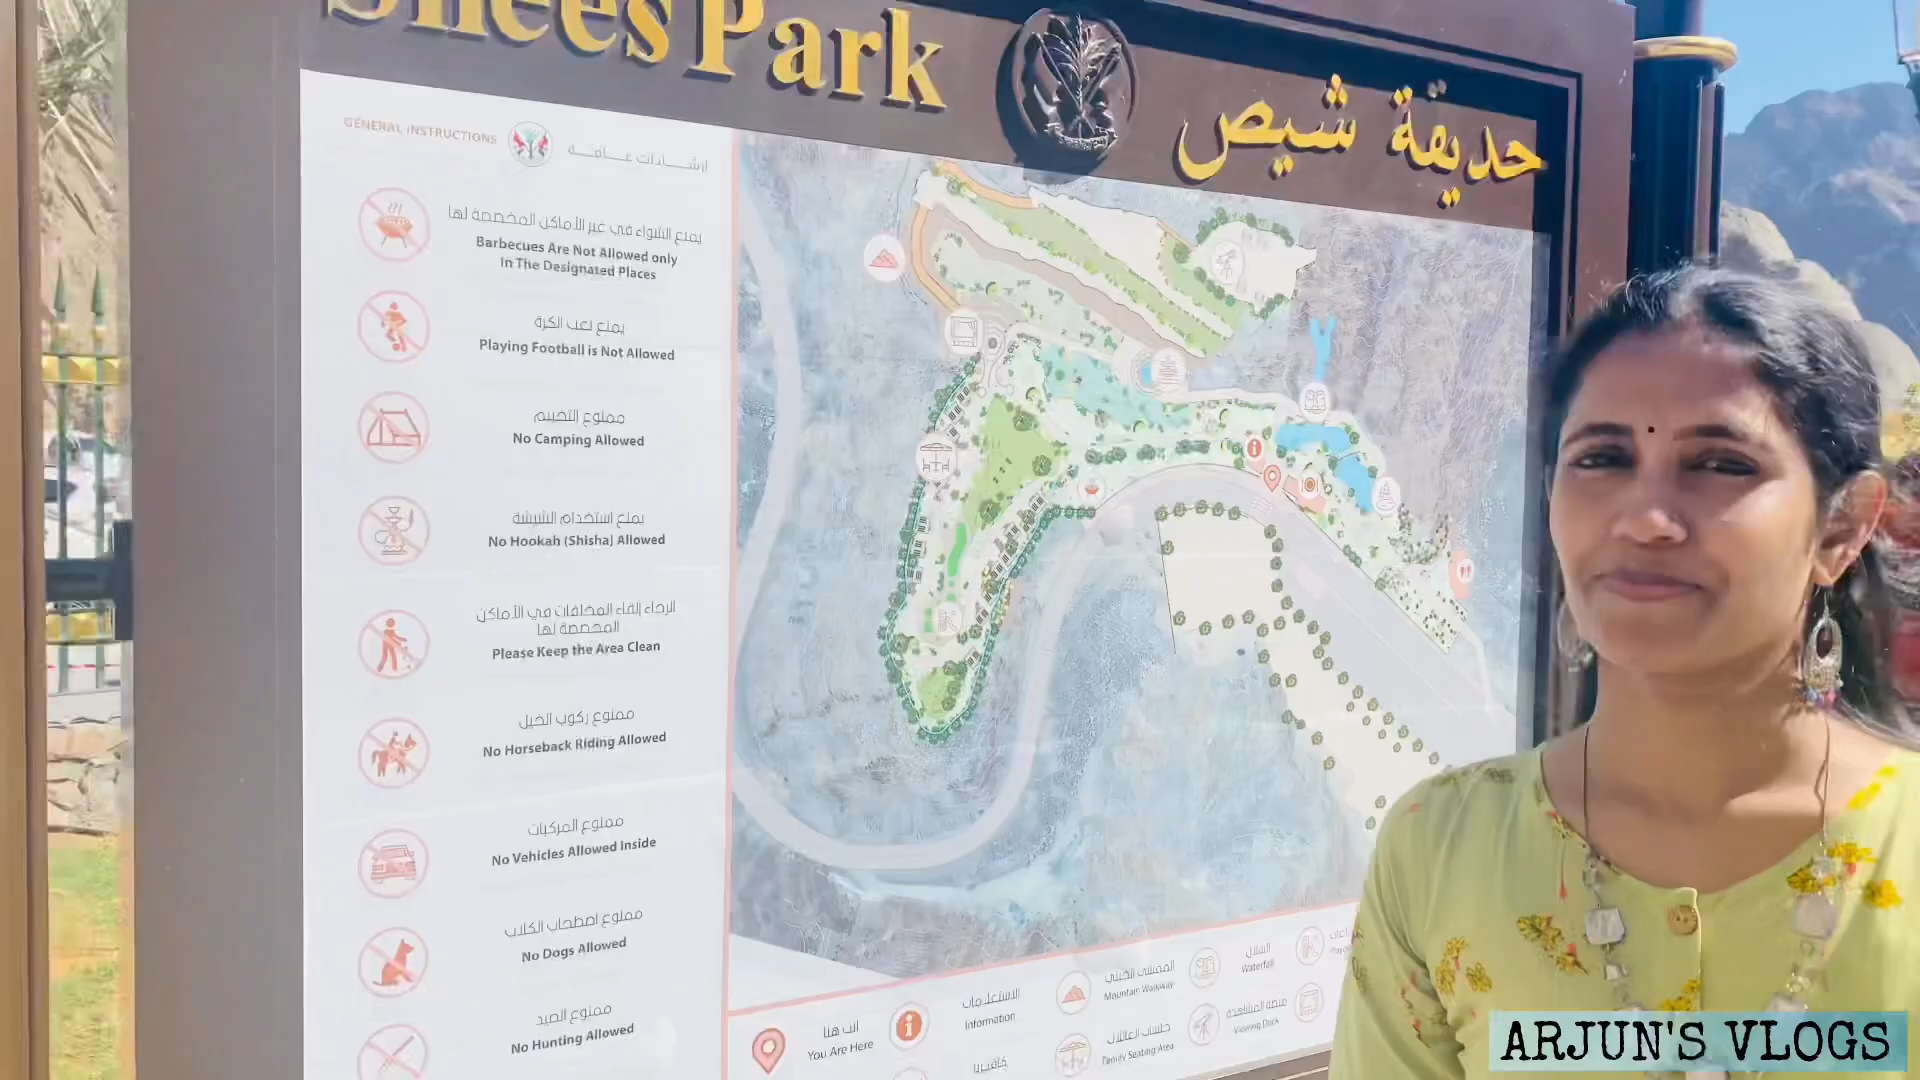 Shees Park
حديقة شيص
GENERAL INSTRUCTIONS
ارشادات عامة
يمنع الشواء في غير الأماكن المخصصة لها
Barbecues Are Not Allowed only
In The Designated Places
يمنع لعب الكرة
Playing Football is Not Allowed
ممنوع التخييم
No Camping Allowed
يمنع استخدام الشيشة
No Hookah (Shisha) Allowed
الرجاء إلقاء المخلفات في الأماكن
المخصصة لها
Please Keep the Area Clean
ممنوع ركوب الخيل
No Horseback Riding Allowed
ممنوع المركبات
No Vehicles Allowed Inside
ممنوع اصطحاب الكلاب
No Dogs Allowed
ممنوع الصيد
No Hunting Allowed
أنت هنا
You Are Here
الاستعلامات
Information
كافتيريا
الممشى الجبلي
Mountain Walkway
جلسات العائلات
Family Seating Area
الشلال
Waterfall
منصة المشاهدة
Viewing Deck
ARJUN'S VLOGS